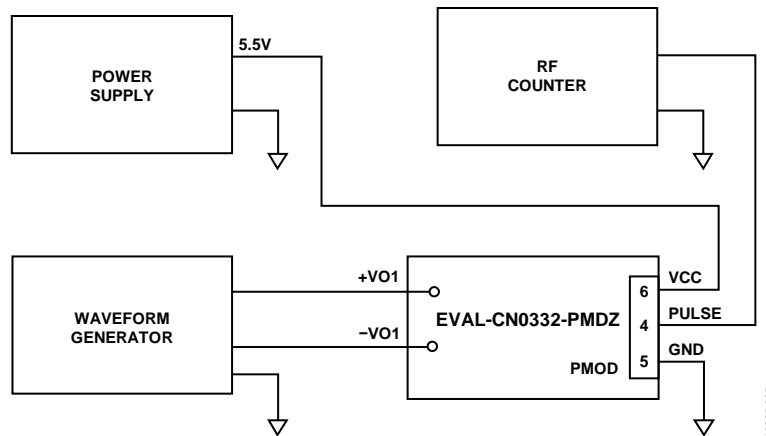 POWER
SUPPLY
5.5V
RF
COUNTER
WAVEFORM
GENERATOR
+VO1
−VO1
EVAL-CN0332-PMDZ
PMOD
6
4
5
VCC
PULSE
GND